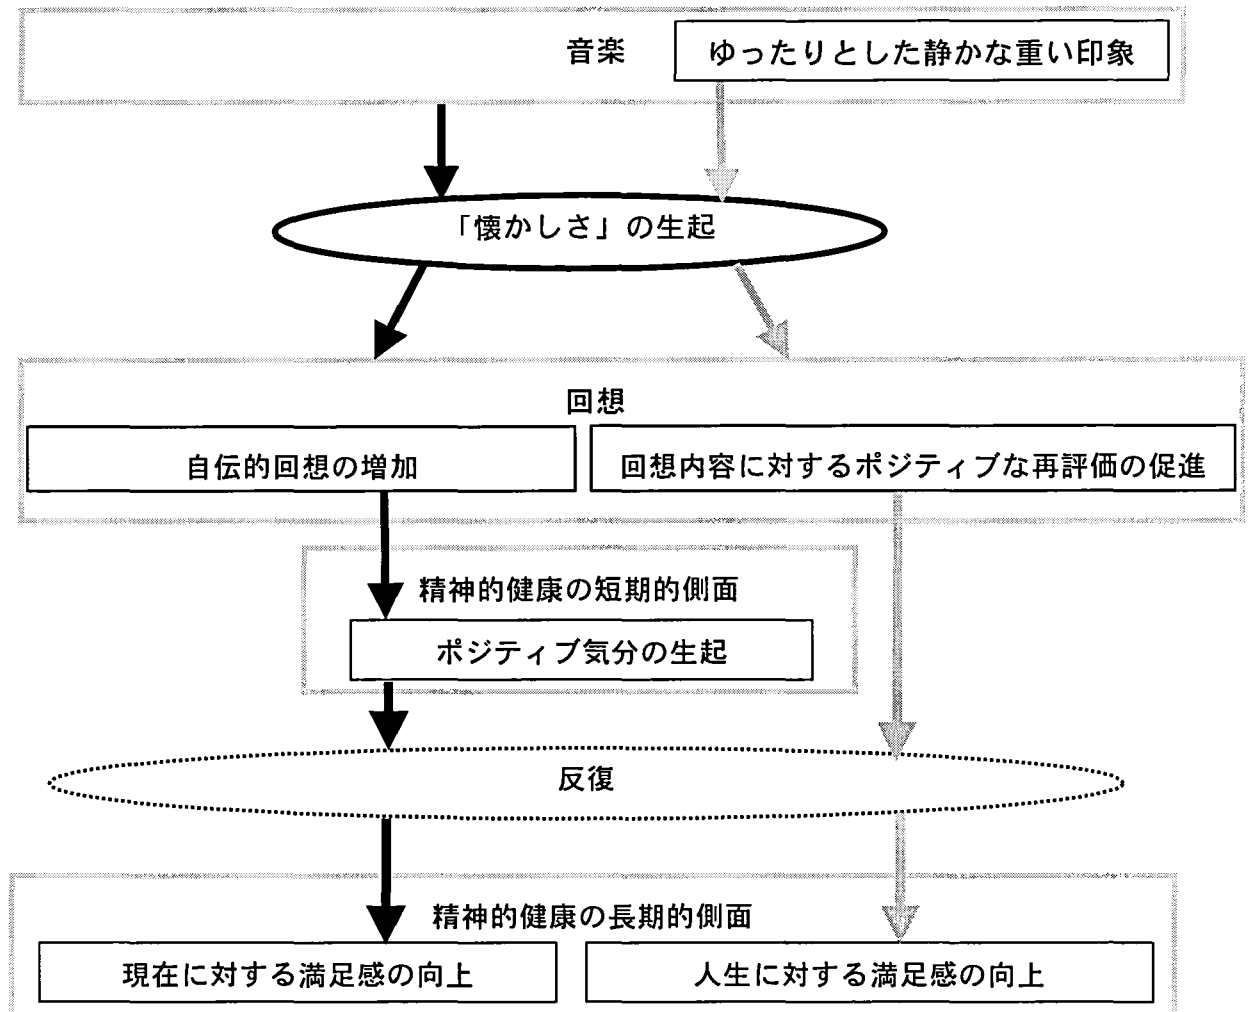 音楽
ゆったりとした静かな重い印象
「懐かしさ」の生起
回想
自伝的回想の増加
回想内容に対するポジティブな再評価の促進
精神的健康の短期的側面
ポジティブ気分の生起
反復
精神的健康の長期的側面
現在に対する満足感の向上
人生に対する満足感の向上